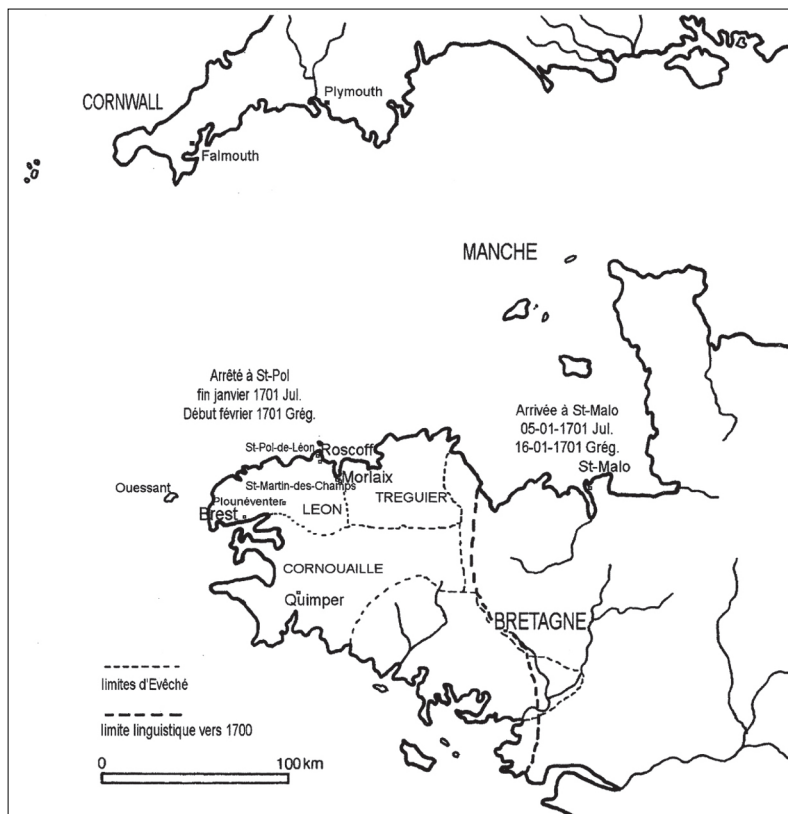 CORNWALL
Plymouth
Falmouth
MANCHE
Arrêté à St-Pol
fin janvier 1701 Jul.
Début février 1701 Grég.
Arrivée à St-Malo
05-01-1701 Jul.
16-01-1701 Grég.
St-Malo
St-Pol-de-Léon
Roscoff
Morlaix
Ouessant
St-Martin-des-Champs
Plounéventer
LEON
TREGUIER
Brest
CORNOUAILLE
Quimper
BRETAGNE
limites d'Evêché
limite linguistique vers 1700
0 100 km